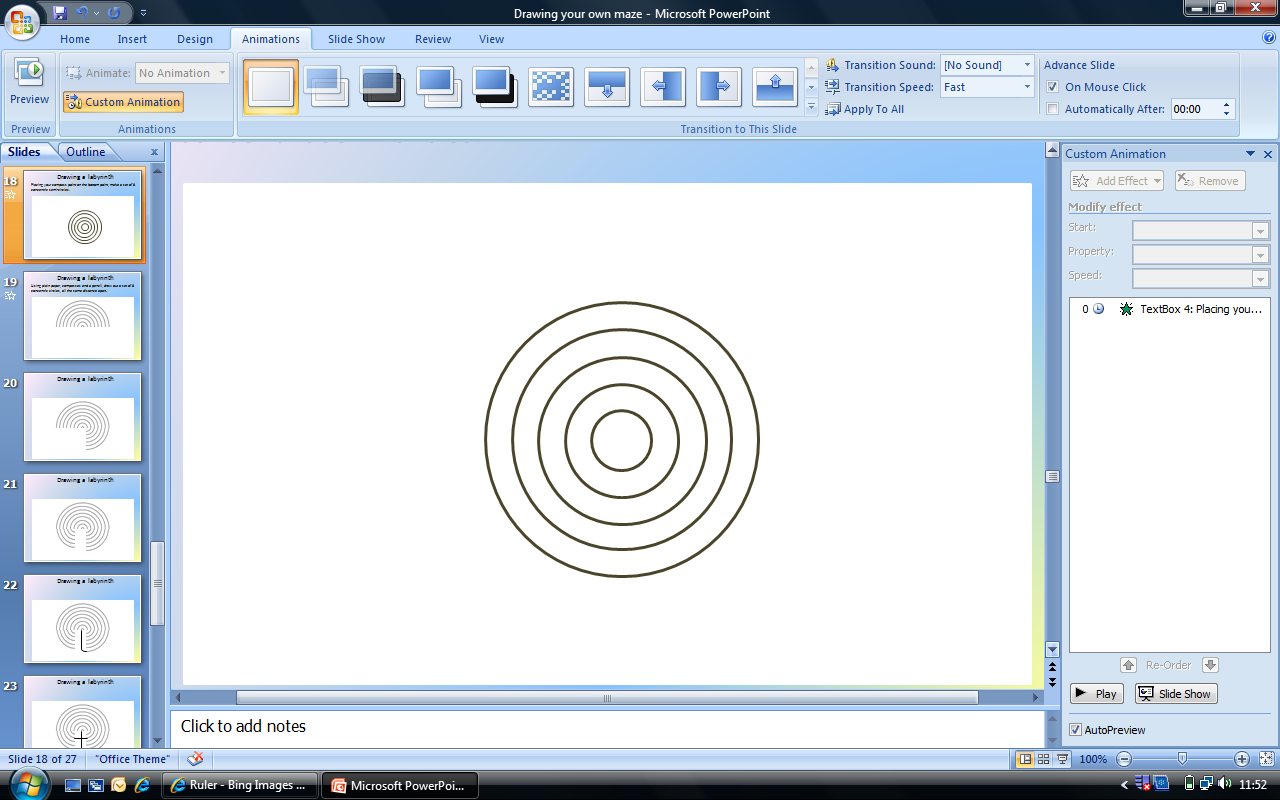 Drawing your own maze - Microsoft PowerPoint
Home Insert Design Animations Slide Show Review View
Preview
Animate: No Animation
Custom Animation
Preview Animations
Transition Sound: [No Sound]
Transition Speed: Fast
Apply To All
Transition to This Slide
Advance Slide
On Mouse Click
Automatically After: 00:00
Slides Outline x
18
Drawing a labyrinth
19
Drawing a labyrinth
20
Drawing a labyrinth
21
Drawing a labyrinth
22
Drawing a labyrinth
23
Drawing a labyrinth
Click to add notes
Custom Animation
Add Effect Remove
Modify effect
Start:
Property:
Speed:
0 TextBox 4: Placing you...
Re-Order
Play Slide Show
AutoPreview
Slide 18 of 27 "Office Theme" 100%
Ruler - Bing Images ... Microsoft PowerPoi... 11:52